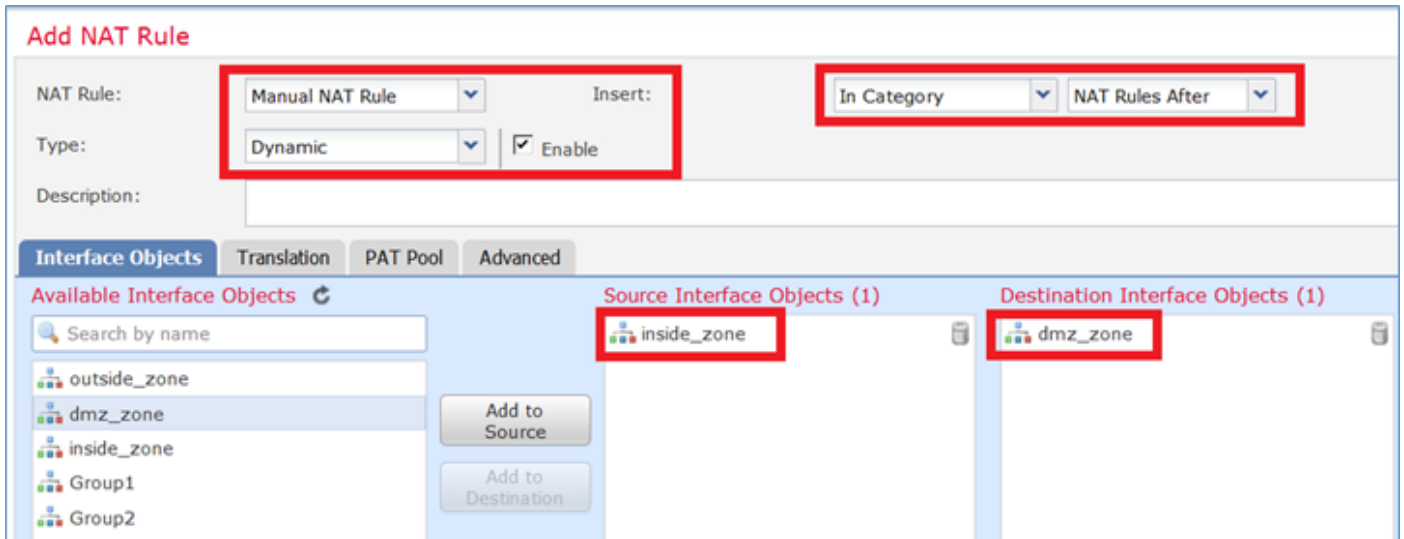 Add NAT Rule
NAT Rule: Manual NAT Rule Insert: In Category NAT Rules After
Type: Dynamic Enable
Description:
Interface Objects Translation PAT Pool Advanced
Available Interface Objects Source Interface Objects (1) Destination Interface Objects (1)
Search by name inside_zone dmz_zone
outside_zone
dmz_zone
inside_zone
Group1
Group2
Add to
Source
Add to
Destination